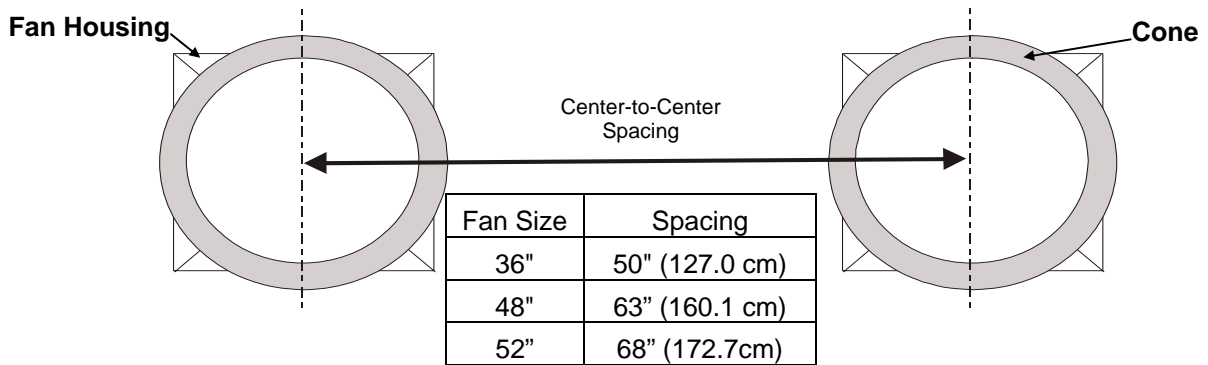 Fan Housing
Cone
Center-to-Center
Spacing
Fan Size Spacing
36" 50" (127.0 cm)
48" 63” (160.1 cm)
52” 68” (172.7cm)